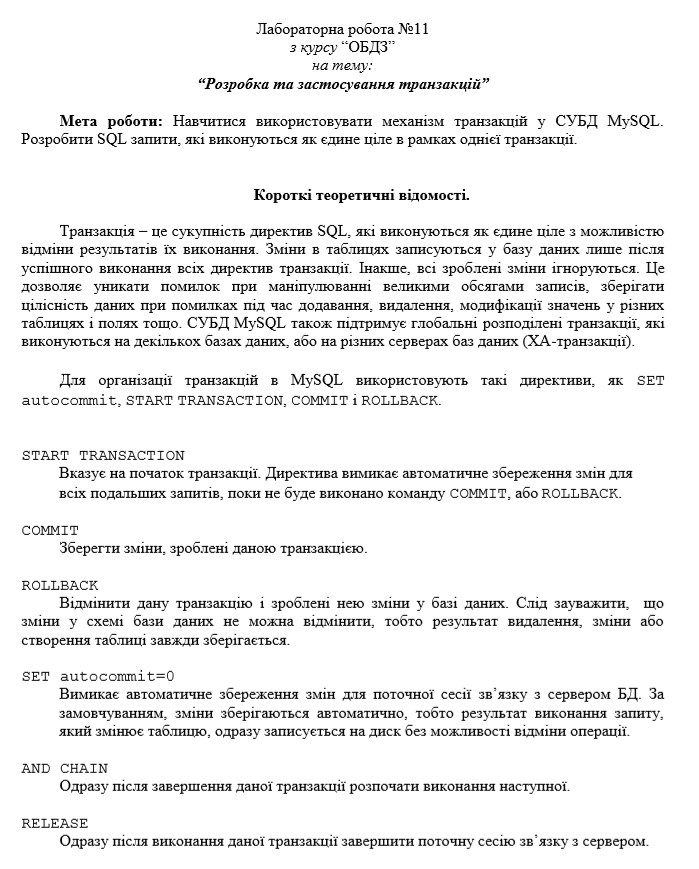 Лабораторна робота №11
з курсу “ОБДЗ”
на тему:
“Розробка та застосування транзакцій”
Мета роботи: Навчитися використовувати механізм транзакцій у СУБД MySQL.
Розробити SQL запити, які виконуються як єдине ціле в рамках однієї транзакції.
Короткі теоретичні відомості.
Транзакція – це сукупність директив SQL, які виконуються як єдине ціле з можливістю
відміни результатів їх виконання. Зміни в таблицях записуються у базу даних лише після
успішного виконання всіх директив транзакції. Інакше, всі зроблені зміни ігноруються. Це
дозволяє уникати помилок при маніпулюванні великими обсягами записів, зберігати
цілісність даних при помилках під час додавання, видалення, модифікації значень у різних
таблицях і полях тощо. СУБД MySQL також підтримує глобальні розподілені транзакції, які
виконуються на декількох базах даних, або на різних серверах баз даних (XA-транзакції).
Для організації транзакцій в MySQL використовують такі директиви, як SET
autocommit, START TRANSACTION, COMMIT і ROLLBACK.
START TRANSACTION
Вказує на початок транзакції. Директива вимикає автоматичне збереження змін для
всіх подальших запитів, поки не буде виконано команду COMMIT, або ROLLBACK.
COMMIT
Зберегти зміни, зроблені даною транзакцією.
ROLLBACK
Відмінити дану транзакцію і зроблені нею зміни у базі даних. Слід зауважити, що
зміни у схемі бази даних не можна відмінити, тобто результат видалення, зміни або
створення таблиці завжди зберігається.
SET autocommit=0
Вимикає автоматичне збереження змін для поточної сесії зв’язку з сервером БД. За
замовчуванням, зміни зберігаються автоматично, тобто результат виконання запиту,
який змінює таблицю, одразу записується на диск без можливості відміни операції.
AND CHAIN
Одразу після завершення даної транзакції розпочати виконання наступної.
RELEASE
Одразу після виконання даної транзакції завершити поточну сесію зв’язку з сервером.